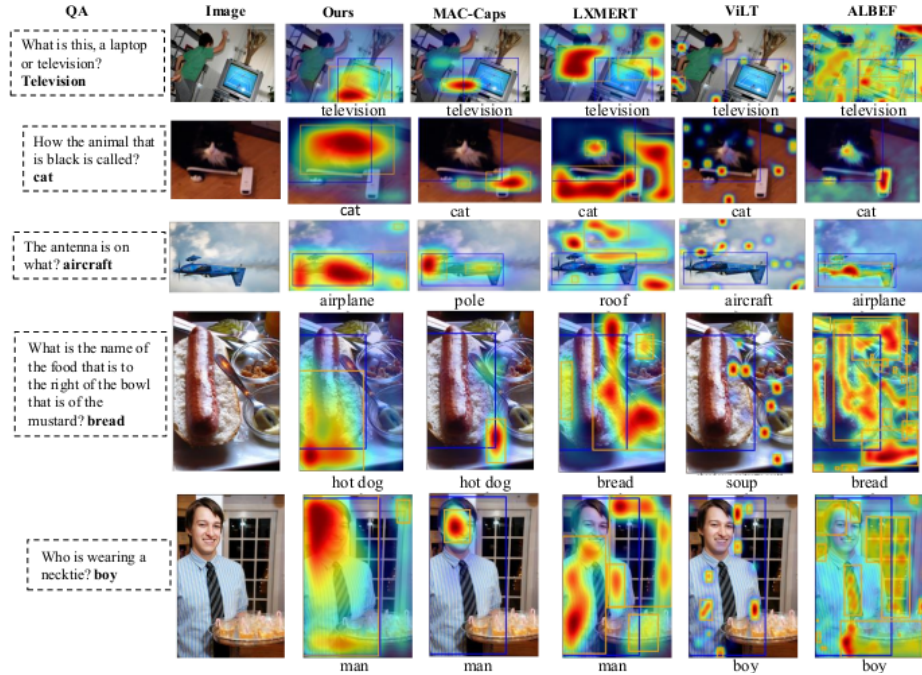 QA Image Ours MAC-Caps LXMERT ViLT ALBEF
What is this, a laptop
or television?
Television
television television television television television
How the animal that
is black is called?
cat
cat cat cat cat cat
The antenna is on
what? aircraft
airplane pole roof aircraft airplane
What is the name of
the food that is to
the right of the bowl
that is of the
mustard? bread
hot dog hot dog bread soup bread
Who is wearing a
necktie? boy
man man man boy boy